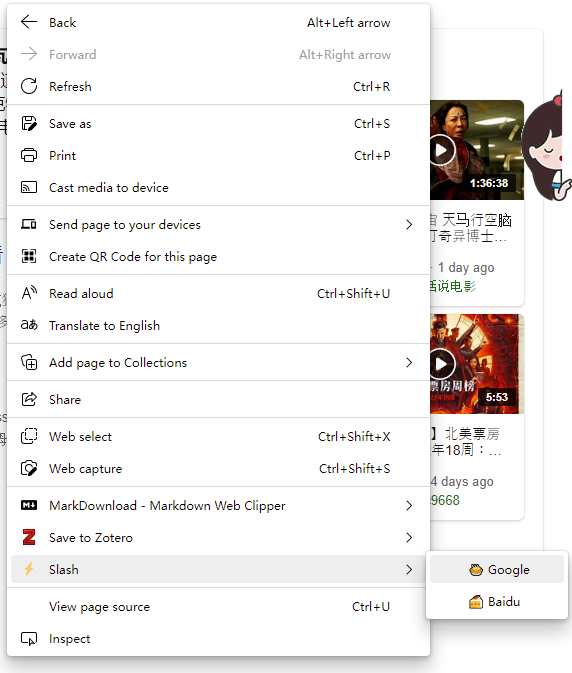 Back Alt+Left arrow
Forward Alt+Right arrow
Refresh Ctrl+R
Save as Ctrl+S
Print Ctrl+P
Cast media to device
Send page to your devices
Create QR Code for this page
Read aloud Ctrl+Shift+U
Translate to English
Add page to Collections
Share
Web select Ctrl+Shift+X
Web capture Ctrl+Shift+S
MarkDownload - Markdown Web Clipper
Save to Zotero
Slash
View page source Ctrl+U
Inspect
Google
Baidu
1:36:38
天马行空脑
奇异博士...
· 1 day ago
话说电影
票房周榜
5:53
】北美票房
年18周：...
4 days ago
9668